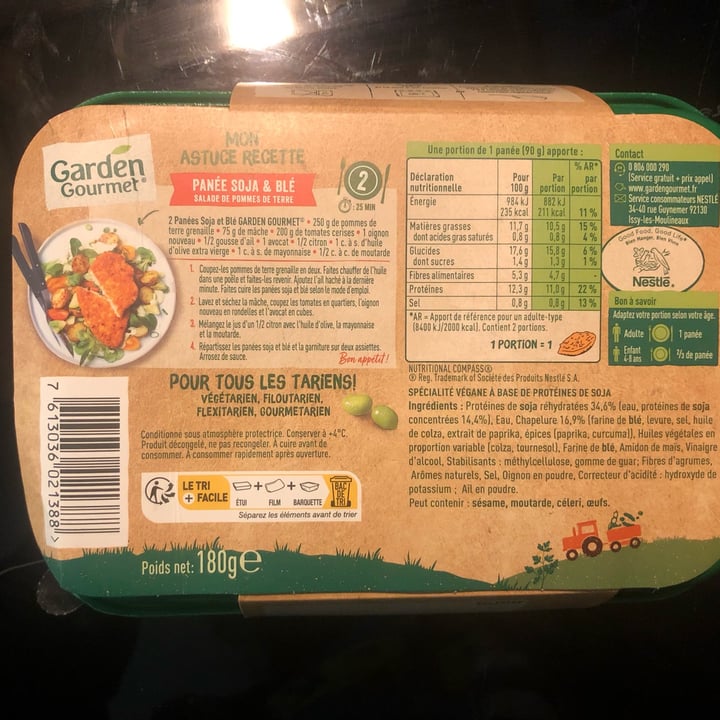 Garden
Gourmet®
MON
ASTUCE RECETTE
PANÉE SOJA & BLÉ
SALADE DE POMMES DE TERRE
2
: 25 MIN
2 Panées Soja et Blé GARDEN GOURMET® • 250 g de pommes de
terre grenaille • 75 g de mâche • 200 g de tomates cerises • 1 oignon
nouveau • 1/2 gousse d'ail • 1 avocat • 1/2 citron • 1 c. à s. d'huile
d'olive extra vierge • 1 c. à s. de mayonnaise • 1/2 c. à c. de moutarde
1. Coupez les pommes de terre grenaille en deux. Faites chauffer de l'huile
dans une poêle et faites-les revenir. Ajoutez l'ail haché à la dernière
minute. Faites cuire les panées soja et blé selon le mode d'emploi.
2. Lavez et séchez la mâche, coupez les tomates en quartiers, l'oignon
nouveau en rondelles et l'avocat en cubes.
3. Mélangez le jus d'un 1/2 citron avec l'huile d'olive, la mayonnaise
et la moutarde.
4. Répartissez les panées soja et blé et la garniture sur deux assiettes.
Arrosez de sauce.
Bon appétit !
POUR TOUS LES TARIENS!
VÉGÉTARIEN, FILOUTARIEN,
FLEXITARIEN, GOURMETARIEN
Conditionné sous atmosphère protectrice. Conserver à +4°C.
Produit décongelé, ne pas recongeler. À cuire avant de
consommer. À consommer rapidement après ouverture.
7 613036 021388 >
LE TRI
+ FACILE
ÉTUI + FILM + BARQUETTE
BAC
DE
TRI
Séparez les éléments avant de trier
Poids net: 180g e
Une portion de 1 panée (90 g) apporte :
Déclaration nutritionnelle Pour 100 g Par portion % AR* par portion
Énergie 984 kJ 882 kJ
235 kcal 211 kcal 11 %
Matières grasses 11,7 g 10,5 g 15 %
dont acides gras saturés 0,8 g 0,8 g 4 %
Glucides 17,6 g 15,8 g 6 %
dont sucres 1,4 g 1,3 g 1 %
Fibres alimentaires 5,3 g 4,7 g -
Protéines 12,3 g 11,0 g 22 %
Sel 0,8 g 0,8 g 13 %
*AR = Apport de référence pour un adulte-type
(8400 kJ/2000 kcal). Contient 2 portions.
1 PORTION = 1
NUTRITIONAL COMPASS®
® Reg. Trademark of Société des Produits Nestlé S.A.
Contact
0 806 000 290
(Service gratuit + prix appel)
www.gardengourmet.fr
Service consommateurs NESTLÉ
34-40 rue Guynemer 92130
Issy-les-Moulineaux
Good Food, Good Life®
Bien Manger, Bien Vivre
Nestlé.
Bon à savoir
Adaptez votre portion selon votre âge.
Adulte 1 panée
Enfant 4-8 ans 2/3 de panée
SPÉCIALITÉ VÉGANE À BASE DE PROTÉINES DE SOJA
Ingrédients : Protéines de soja réhydratées 34,6% (eau, protéines de soja
concentrées 14,4%), Eau, Chapelure 16,9% (farine de blé, levure, sel, huile
de colza, extrait de paprika, épices (paprika, curcuma)), Huiles végétales en
proportion variable (colza, tournesol), Farine de blé, Amidon de maïs, Vinaigre
d'alcool, Stabilisants : méthylcellulose, gomme de guar; Fibres d'agrumes,
Arômes naturels, Sel, Oignon en poudre, Correcteur d'acidité : hydroxyde de
potassium ; Ail en poudre.
Peut contenir : sésame, moutarde, céleri, œufs.